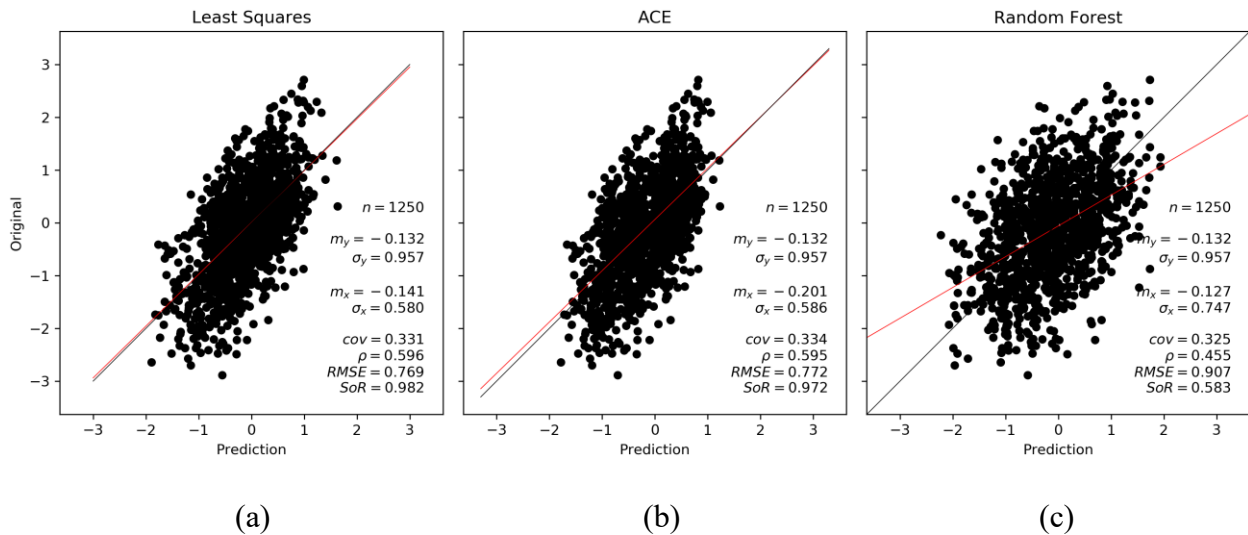 Least Squares
ACE
Random Forest
Original
3
2
1
0
−1
−2
−3
n = 1250
m_y = −0.132
σ_y = 0.957
m_x = −0.141
σ_x = 0.580
cov = 0.331
ρ = 0.596
RMSE = 0.769
SoR = 0.982
−3 −2 −1 0 1 2 3
Prediction
n = 1250
m_y = −0.132
σ_y = 0.957
m_x = −0.201
σ_x = 0.586
cov = 0.334
ρ = 0.595
RMSE = 0.772
SoR = 0.972
−3 −2 −1 0 1 2 3
Prediction
n = 1250
m_y = −0.132
σ_y = 0.957
m_x = −0.127
σ_x = 0.747
cov = 0.325
ρ = 0.455
RMSE = 0.907
SoR = 0.583
−3 −2 −1 0 1 2 3
Prediction
(a)
(b)
(c)